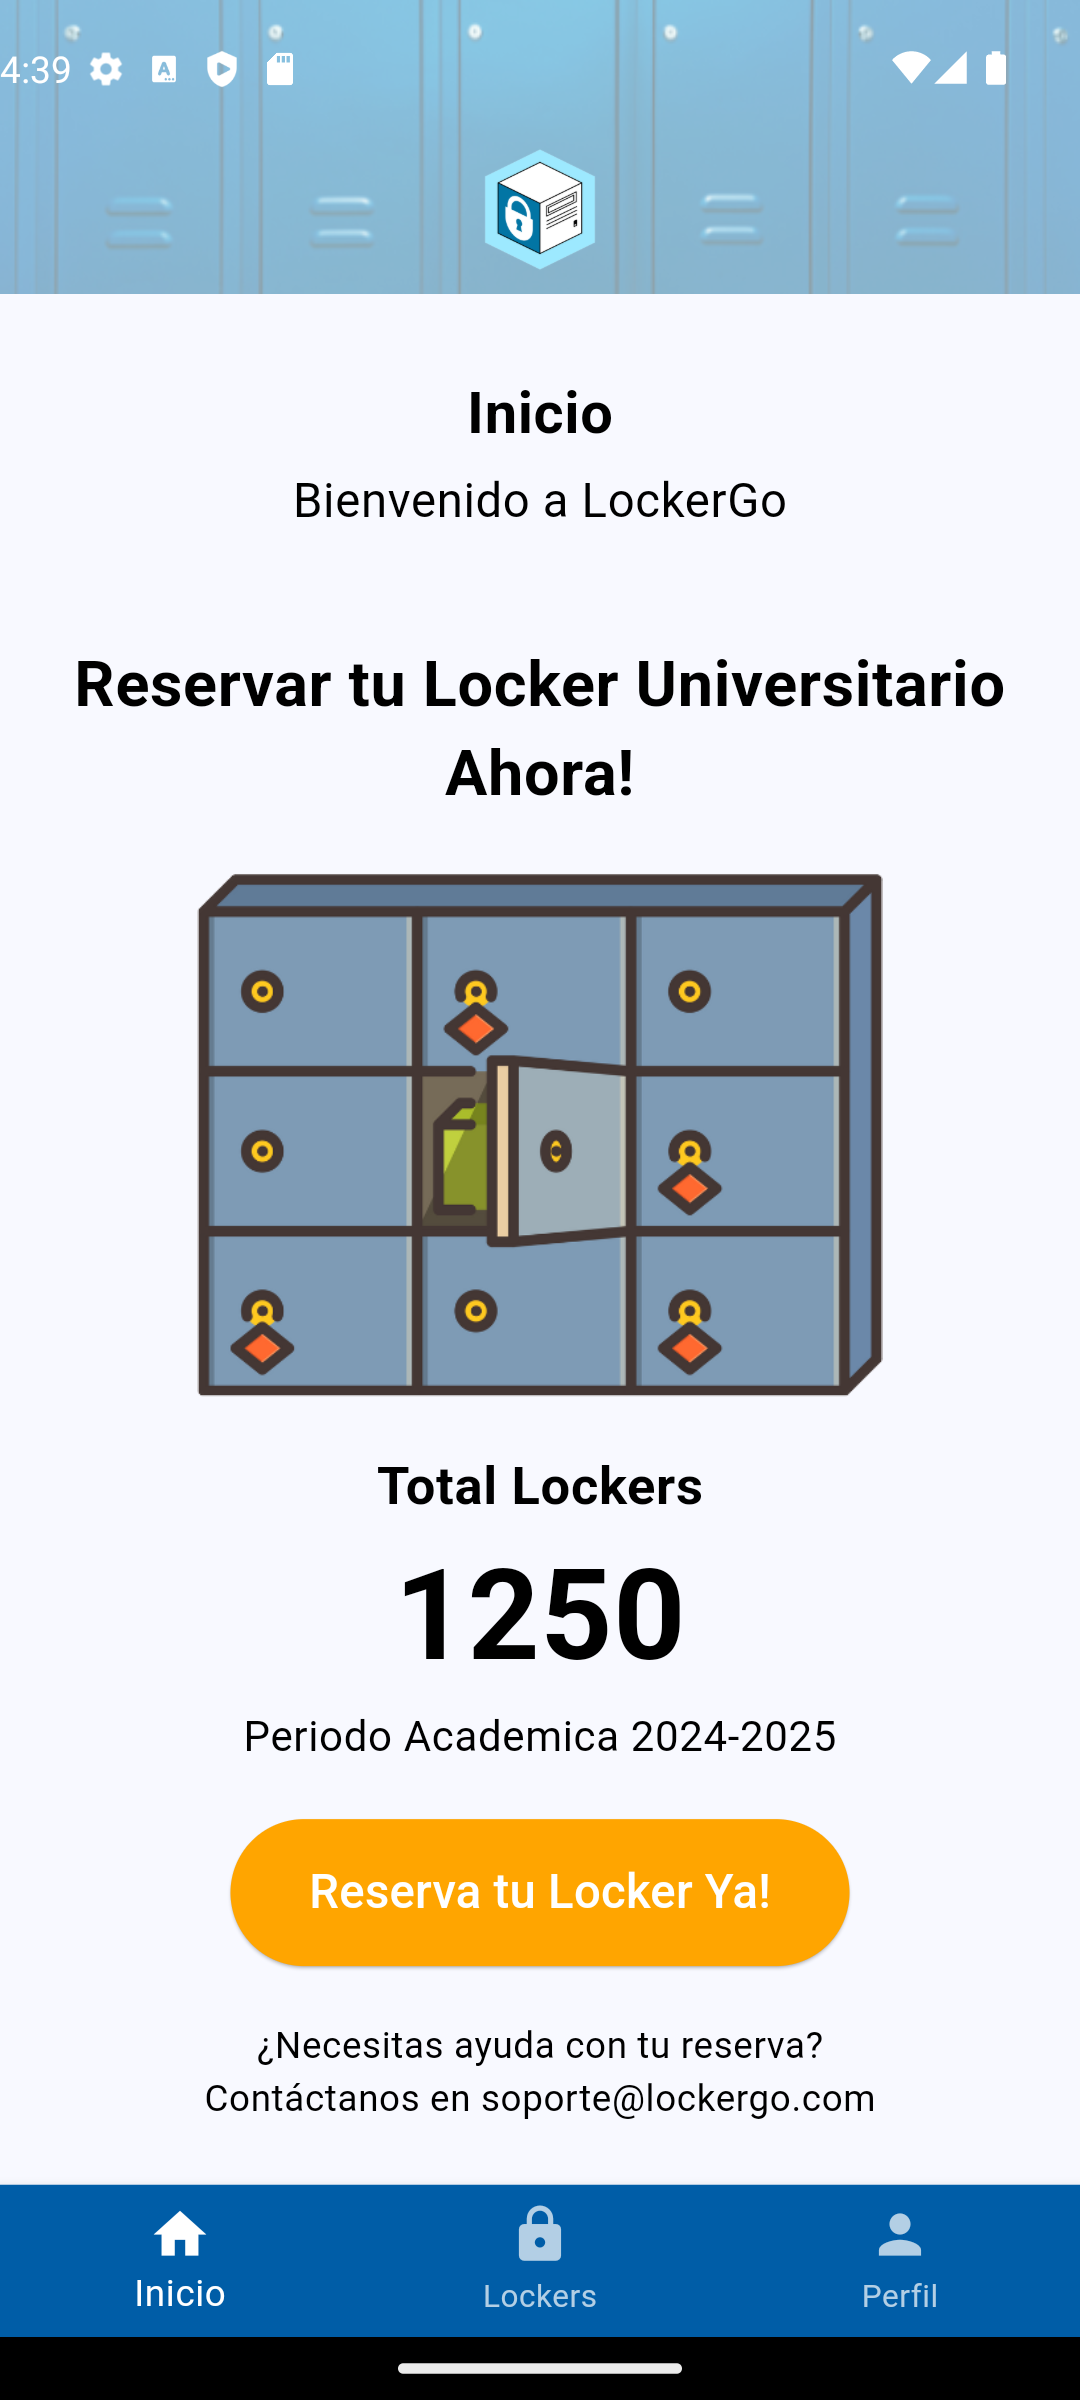 4:39
Inicio
Bienvenido a LockerGo
Reservar tu Locker Universitario
Ahora!
Total Lockers
1250
Periodo Academica 2024-2025
Reserva tu Locker Ya!
¿Necesitas ayuda con tu reserva?
Contáctanos en soporte@lockergo.com
Inicio
Lockers
Perfil